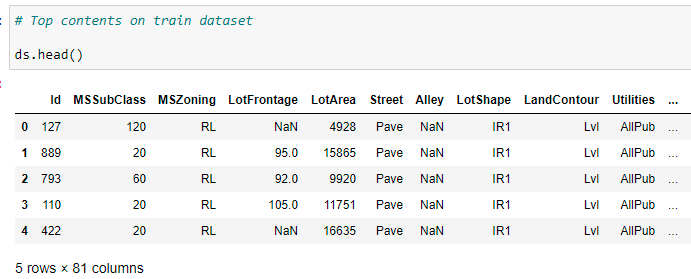 # Top contents on train dataset
ds.head()
Id MSSubClass MSZoning LotFrontage LotArea Street Alley LotShape LandContour Utilities ...
0 127 120 RL NaN 4928 Pave NaN IR1 Lvl AllPub ...
1 889 20 RL 95.0 15865 Pave NaN IR1 Lvl AllPub ...
2 793 60 RL 92.0 9920 Pave NaN IR1 Lvl AllPub ...
3 110 20 RL 105.0 11751 Pave NaN IR1 Lvl AllPub ...
4 422 20 RL NaN 16635 Pave NaN IR1 Lvl AllPub ...
5 rows × 81 columns